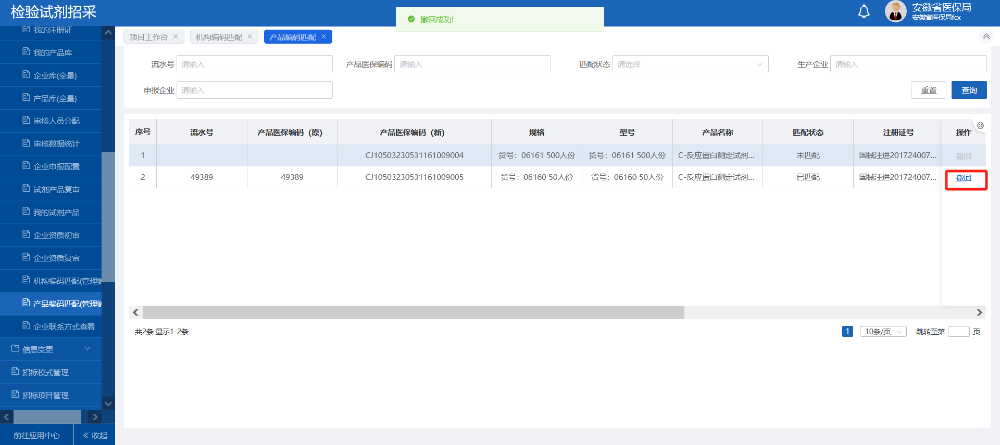 检验试剂招采
撤回成功!
安徽省医保局
安徽省医保局fcx
我的注册证
我的产品库
企业库(全量)
产品库(全量)
审核人员分配
审核数据统计
企业申报配置
试剂产品复审
我的试剂产品
企业资质初审
企业资质复审
机构编码匹配(管理端
产品编码匹配(管理端
企业联系方式查看
信息变更
招标模式管理
招标项目管理
前往应用中心
收起
项目工作台
机构编码匹配
产品编码匹配
流水号 请输入
产品医保编码 请输入
匹配状态 请选择
生产企业 请输入
申报企业 请输入
重置
查询
序号 流水号 产品医保编码（原） 产品医保编码（新） 规格 型号 产品名称 匹配状态 注册证号 操作
1 CJ10503230531161009004 货号：06161 500人份 货号：06161 500人份 C-反应蛋白测定试剂... 未匹配 国械注进201724007... 撤回
2 49389 49389 CJ10503230531161009005 货号：06160 50人份 型号：06160 50人份 C-反应蛋白测定试剂... 已匹配 国械注进201724007... 撤回
共2条 显示1-2条
1 10条/页 跳转至第 页